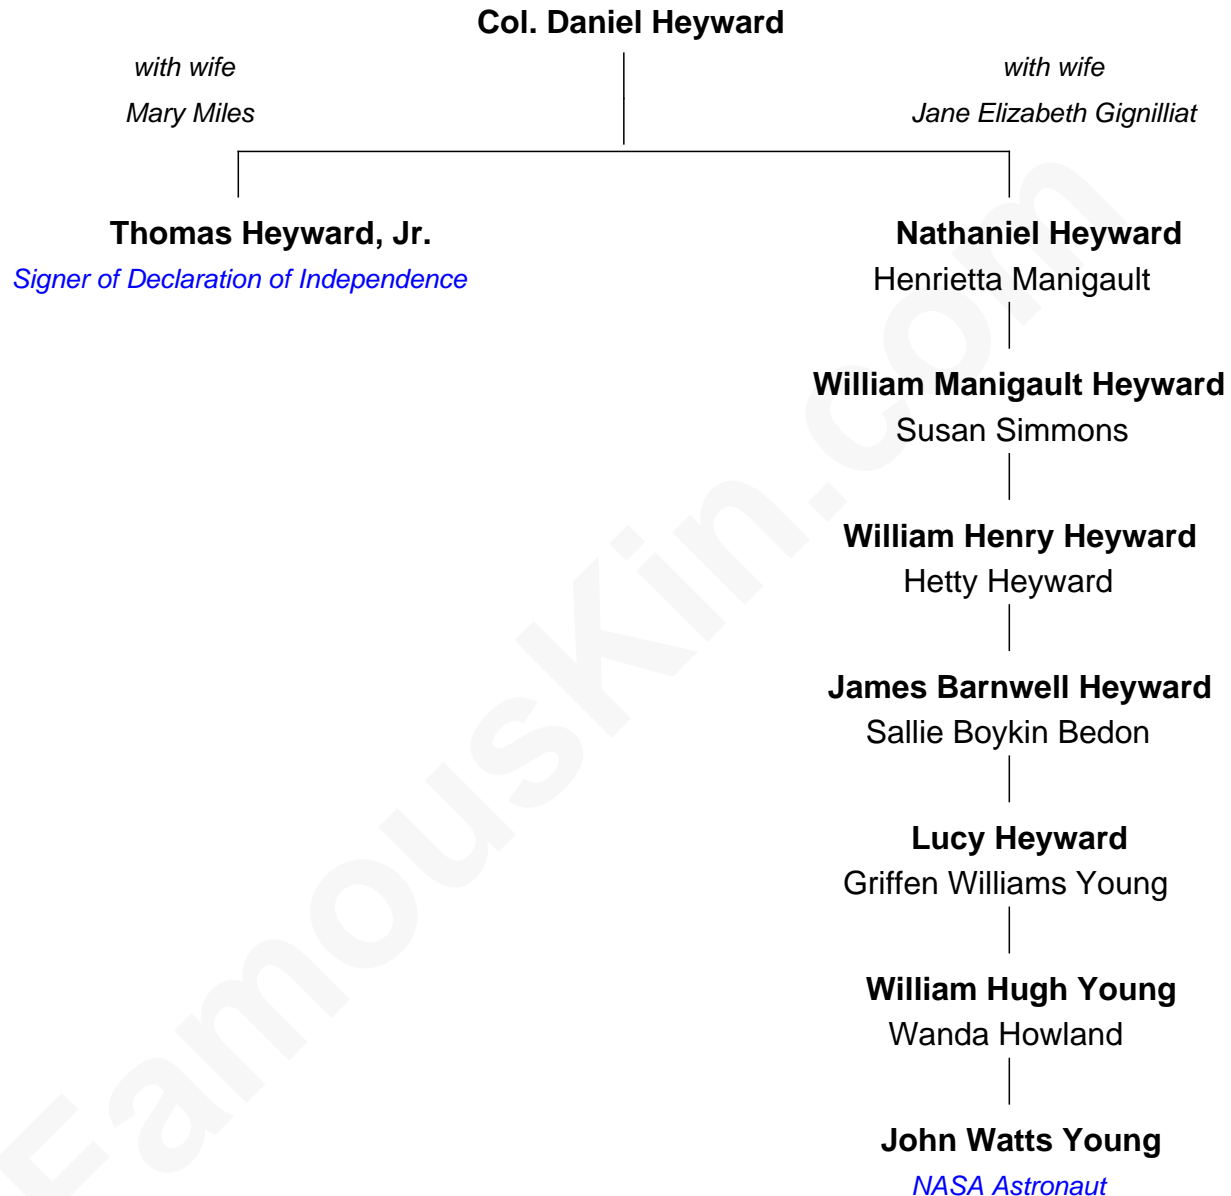 Col. Daniel Heyward
with wife
Mary Miles
with wife
Jane Elizabeth Gignilliat
Thomas Heyward, Jr.
Signer of Declaration of Independence
Nathaniel Heyward
Henrietta Manigault
William Manigault Heyward
Susan Simmons
William Henry Heyward
Hetty Heyward
James Barnwell Heyward
Sallie Boykin Bedon
Lucy Heyward
Griffen Williams Young
William Hugh Young
Wanda Howland
John Watts Young
NASA Astronaut
FamousKin.com